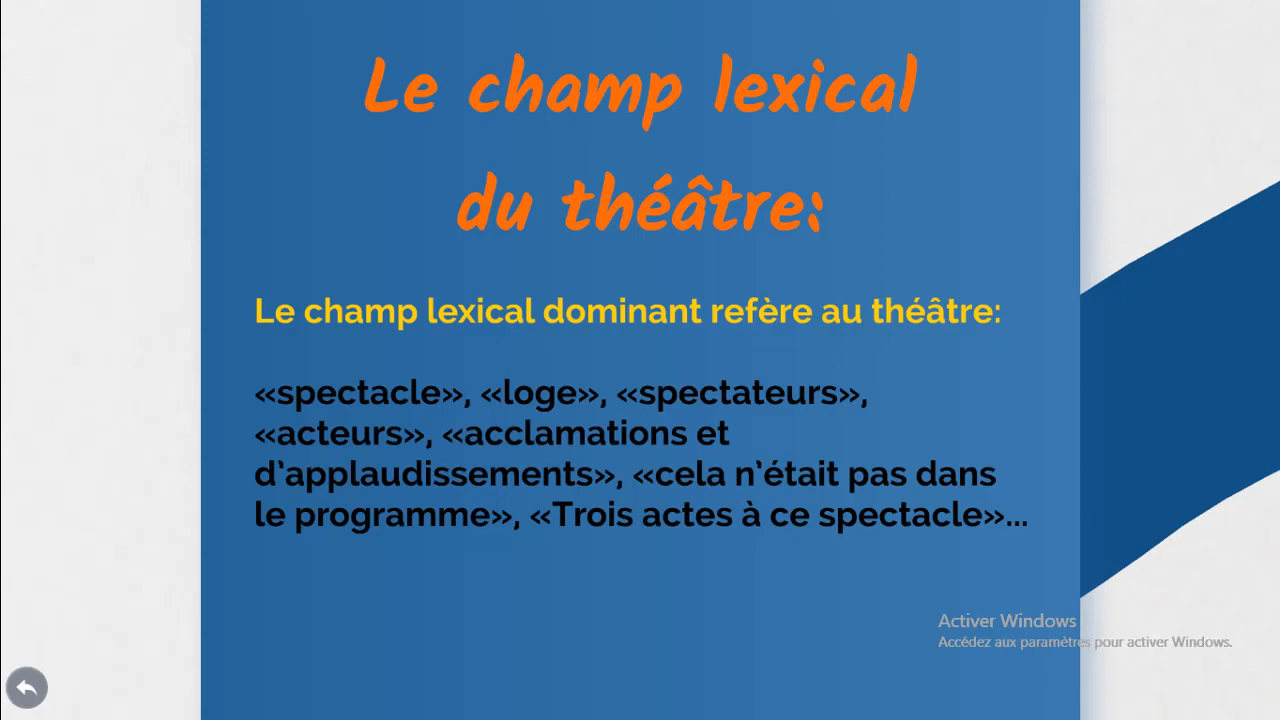 Le champ lexical
du théâtre:
Le champ lexical dominant refère au théâtre:
«spectacle», «loge», «spectateurs»,
«acteurs», «acclamations et
d’applaudissements», «cela n’était pas dans
le programme», «Trois actes à ce spectacle»...
Activer Windows
Accédez aux paramètres pour activer Windows.